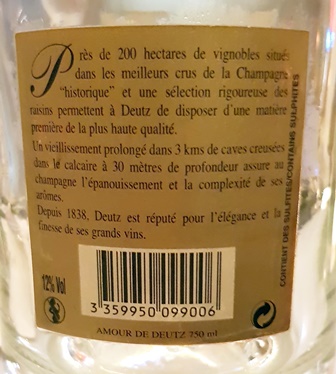 Près de 200 hectares de vignobles situés
dans les meilleurs crus de la Champagne
"historique" et une sélection rigoureuse des
raisins permettent à Deutz de disposer d'une matière
première de la plus haute qualité.
Un vieillissement prolongé dans 3 kms de caves creusées
dans le calcaire à 30 mètres de profondeur assure au
champagne l'épanouissement et la complexité de ses
arômes.
Depuis 1838, Deutz est réputé pour l'élégance et la
finesse de ses grands vins.
12% Vol
3 359950 099006
AMOUR DE DEUTZ 750 ml
CONTIENT DES SULFITES/CONTAINS SULPHITES